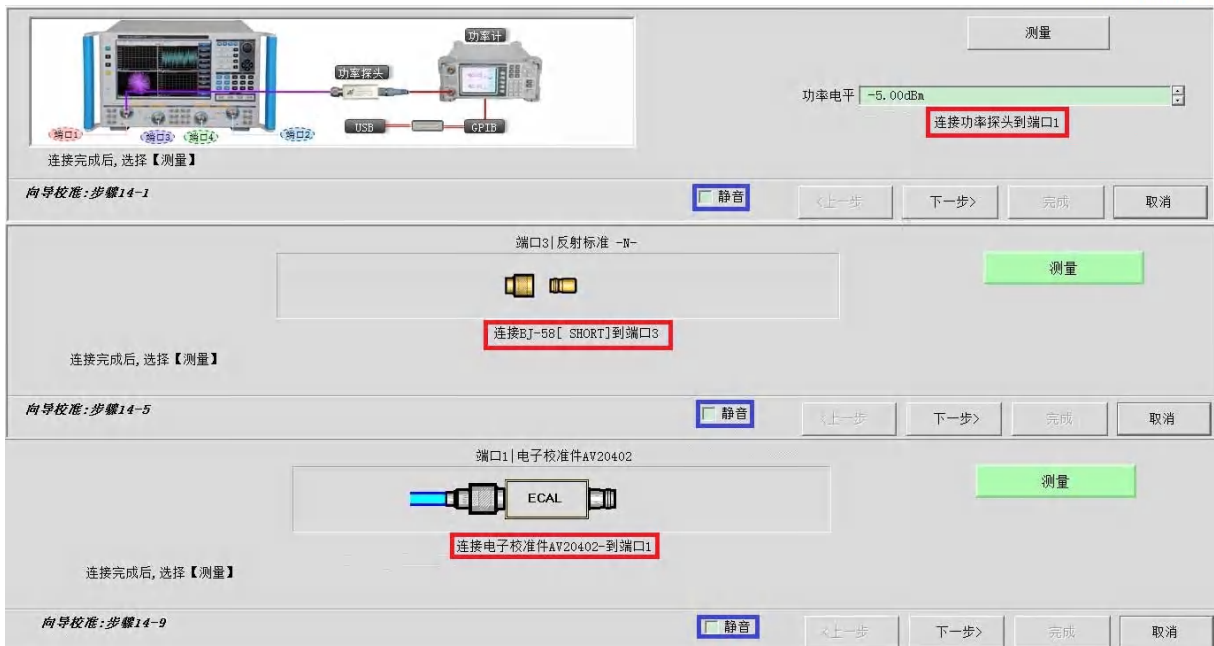 功率计
功率探头
USB
GPIB
端口1
端口3
端口4
端口2
连接完成后,选择【测量】
测量
功率电平 -5.00dBm
连接功率探头到端口1
向导校准:步骤14-1
静音
<上一步
下一步>
完成
取消
端口3|反射标准 -N-
测量
连接BJ-58[ SHORT]到端口3
连接完成后,选择【测量】
向导校准:步骤14-5
静音
<上一步
下一步>
完成
取消
端口1|电子校准件AV20402
测量
ECAL
连接电子校准件AV20402-到端口1
连接完成后,选择【测量】
向导校准:步骤14-9
静音
<上一步
下一步>
完成
取消